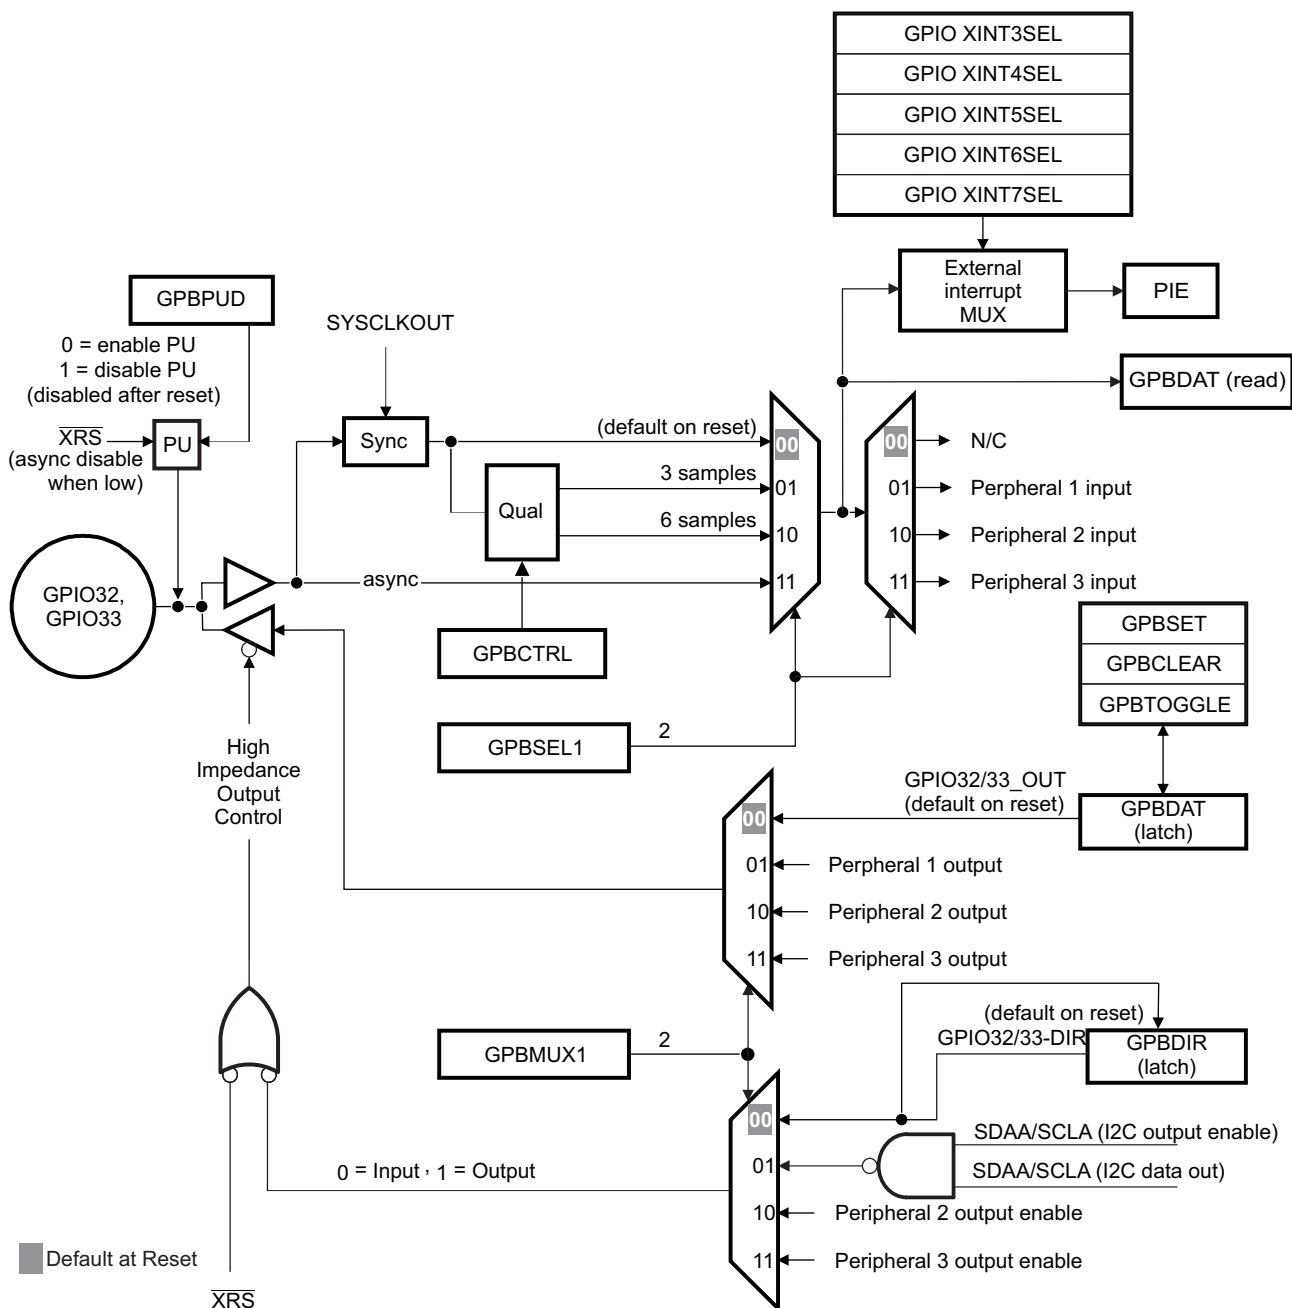 GPIO XINT3SEL
GPIO XINT4SEL
GPIO XINT5SEL
GPIO XINT6SEL
GPIO XINT7SEL
External
interrupt
MUX
PIE
GPBPUD
SYSCLKOUT
0 = enable PU
1 = disable PU
(disabled after reset)
GPBDAT (read)
XRS
(async disable
when low)
PU
Sync
(default on reset)
00
00
N/C
3 samples
01
01
Perpheral 1 input
Qual
6 samples
10
10
Peripheral 2 input
async
11
11
Peripheral 3 input
GPIO32,
GPIO33
GPBCTRL
GPBSET
GPBCLEAR
GPBTOGGLE
GPBSEL1
2
High
Impedance
Output
Control
GPIO32/33_OUT
(default on reset)
00
GPBDAT
(latch)
01
Perpheral 1 output
10
Peripheral 2 output
11
Peripheral 3 output
GPBMUX1
2
(default on reset)
GPIO32/33-DIR
GPBDIR
(latch)
00
SDAA/SCLA (I2C output enable)
01
SDAA/SCLA (I2C data out)
0 = Input , 1 = Output
10
Peripheral 2 output enable
11
Peripheral 3 output enable
Default at Reset
XRS